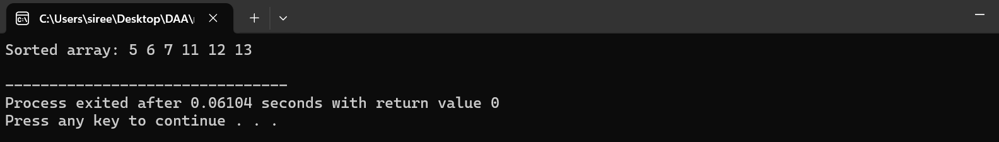 C:\Users\siree\Desktop\DAA\
Sorted array: 5 6 7 11 12 13
--------------------------------
Process exited after 0.06104 seconds with return value 0
Press any key to continue . . .